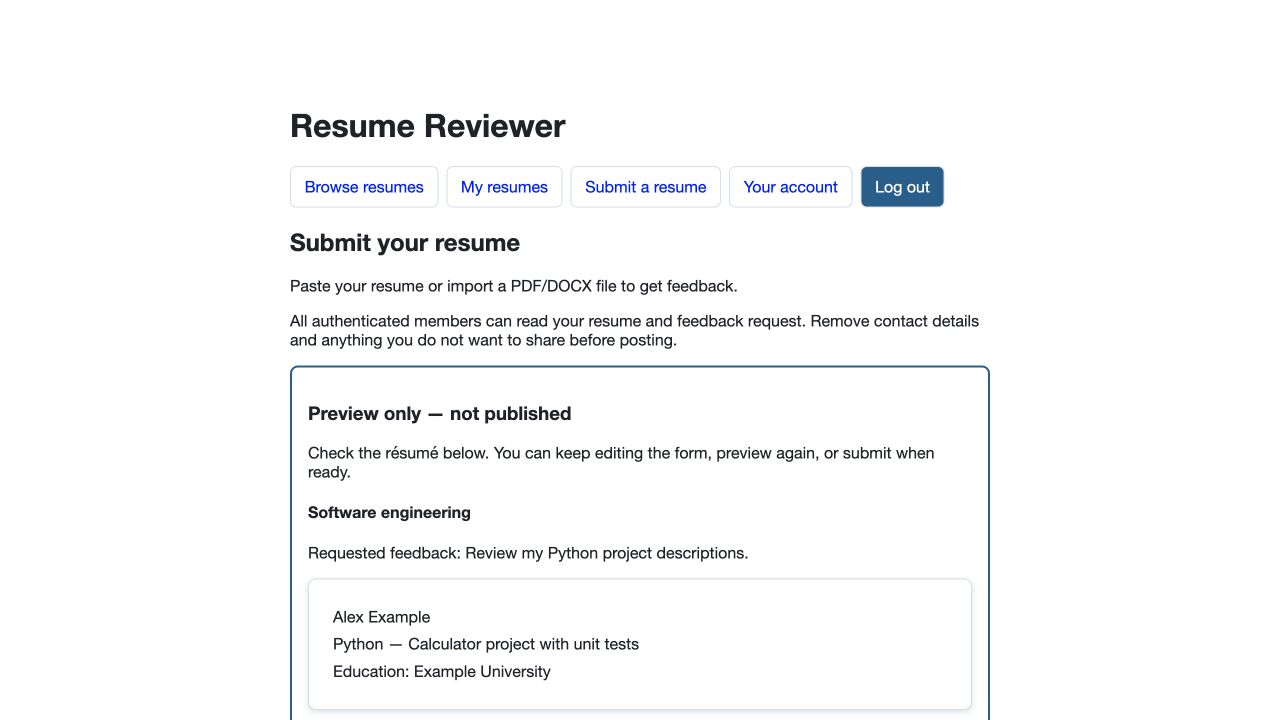 Resume Reviewer
Browse resumes My resumes Submit a resume Your account Log out
Submit your resume
Paste your resume or import a PDF/DOCX file to get feedback.
All authenticated members can read your resume and feedback request. Remove contact details
and anything you do not want to share before posting.
Preview only — not published
Check the résumé below. You can keep editing the form, preview again, or submit when
ready.
Software engineering
Requested feedback: Review my Python project descriptions.
Alex Example
Python — Calculator project with unit tests
Education: Example University